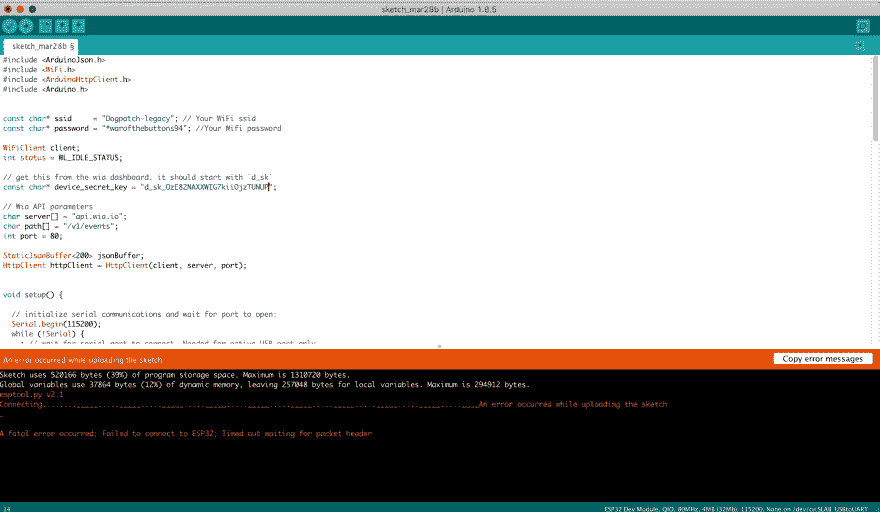 sketch_mar28b | Arduino 1.8.5
sketch_mar28b §
#include <ArduinoJson.h>
#include <WiFi.h>
#include <ArduinoHttpClient.h>
#include <Arduino.h>
const char* ssid     = "Dogpatch-legacy"; // Your WiFi ssid
const char* password = "*warofthebuttons94"; //Your Wifi password
WiFiClient client;
int status = WL_IDLE_STATUS;
// get this from the wia dashboard. it should start with `d_sk`
const char* device_secret_key =
// Wia API parameters
char server[] = "api.wia.io";
char path[] = "/v1/events";
int port = 80;
StaticJsonBuffer<200> jsonBuffer;
HttpClient httpClient = HttpClient(client, server, port);
void setup() {
// initialize serial communications and wait for port to open:
Serial.begin(115200);
while (!Serial) {
; // wait for serial port to connect. Needed for native USB port only
An error occurred while uploading the sketch
Copy error messages
Sketch uses 520166 bytes (39%) of program storage space. Maximum is 1310720 bytes.
Global variables use 37864 bytes (12%) of dynamic memory, leaving 257048 bytes for local variables. Maximum is 294912 bytes.
esptool.py v2.1
Connecting........_____....._____....._____....._____....._____....._____....._____....._____....._____....._____An error occurred while uploading the sketch
A fatal error occurred: Failed to connect to ESP32: Timed out waiting for packet header
14
ESP32 Dev Module, QIO, 80MHz, 4MB (32Mb), 115200, None on /dev/cu.SLAB_USBtoUART